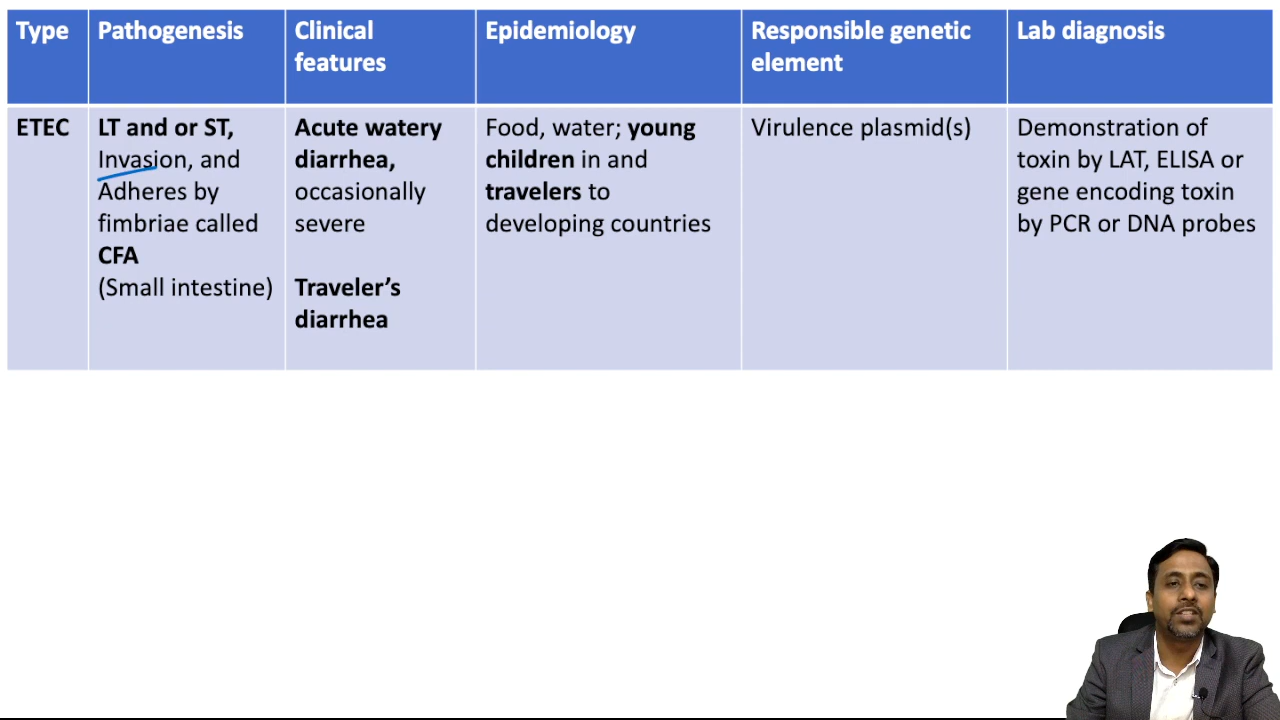 Type
Pathogenesis
Clinical
features
Epidemiology
Responsible genetic
element
Lab diagnosis
ETEC
LT and or ST,
Invasion, and
Adheres by
fimbriae called
CFA
(Small intestine)
Acute watery
diarrhea,
occasionally
severe
Traveler’s
diarrhea
Food, water; young
children in and
travelers to
developing countries
Virulence plasmid(s)
Demonstration of
toxin by LAT, ELISA or
gene encoding toxin
by PCR or DNA probes